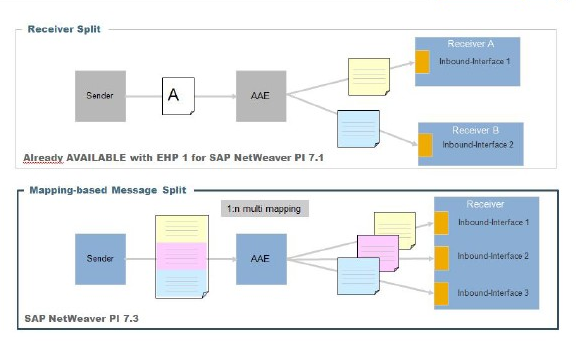 Receiver Split
Receiver A
Inbound-Interface 1
Sender
A
AAE
Receiver B
Inbound-Interface 2
Already AVAILABLE with EHP 1 for SAP NetWeaver PI 7.1
Mapping-based Message Split
1:n multi mapping
Receiver
Inbound-Interface 1
Sender
AAE
Inbound-Interface 2
Inbound-Interface 3
SAP NetWeaver PI 7.3